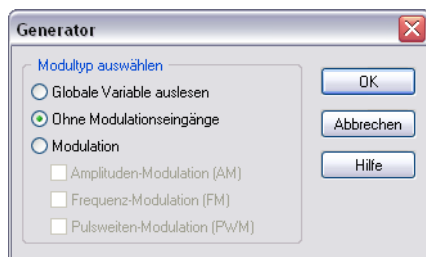 Generator
Modultyp auswählen
Globale Variable auslesen
Ohne Modulationseingänge
Modulation
Amplituden-Modulation (AM)
Frequenz-Modulation (FM)
Pulsweiten-Modulation (PWM)
OK
Abbrechen
Hilfe